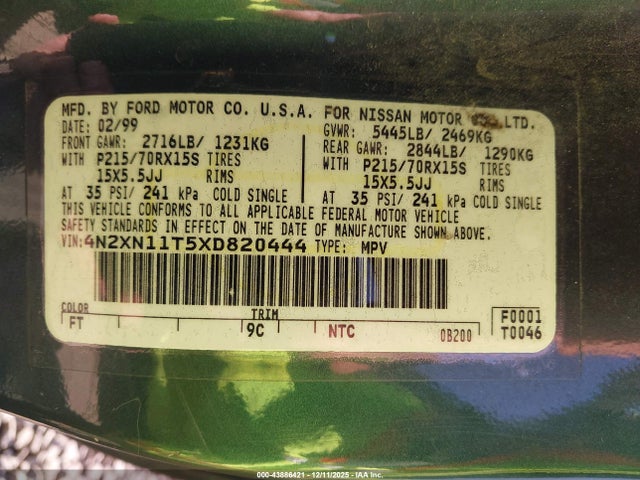 MFD. BY FORD MOTOR CO. U.S.A. FOR NISSAN MOTOR CO. LTD.
DATE: 02/99 GVWR: 5445LB/ 2469KG
FRONT GAWR: 2716LB/ 1231KG REAR GAWR: 2844LB/ 1290KG
WITH P215/70RX15S TIRES WITH P215/70RX15S TIRES
15X5.5JJ RIMS 15X5.5JJ RIMS
AT 35 PSI/ 241 kPa COLD SINGLE AT 35 PSI/ 241 kPa COLD SINGLE
THIS VEHICLE CONFORMS TO ALL APPLICABLE FEDERAL MOTOR VEHICLE
SAFETY STANDARDS IN EFFECT ON THE DATE OF MANUFACTURE SHOWN ABOVE.
VIN: 4N2XN11T5XD820444 TYPE: MPV
COLOR TRIM
FT 9C NTC 0B200 F0001
T0046
000-43886421 - 12/11/2025 - IAA Inc.